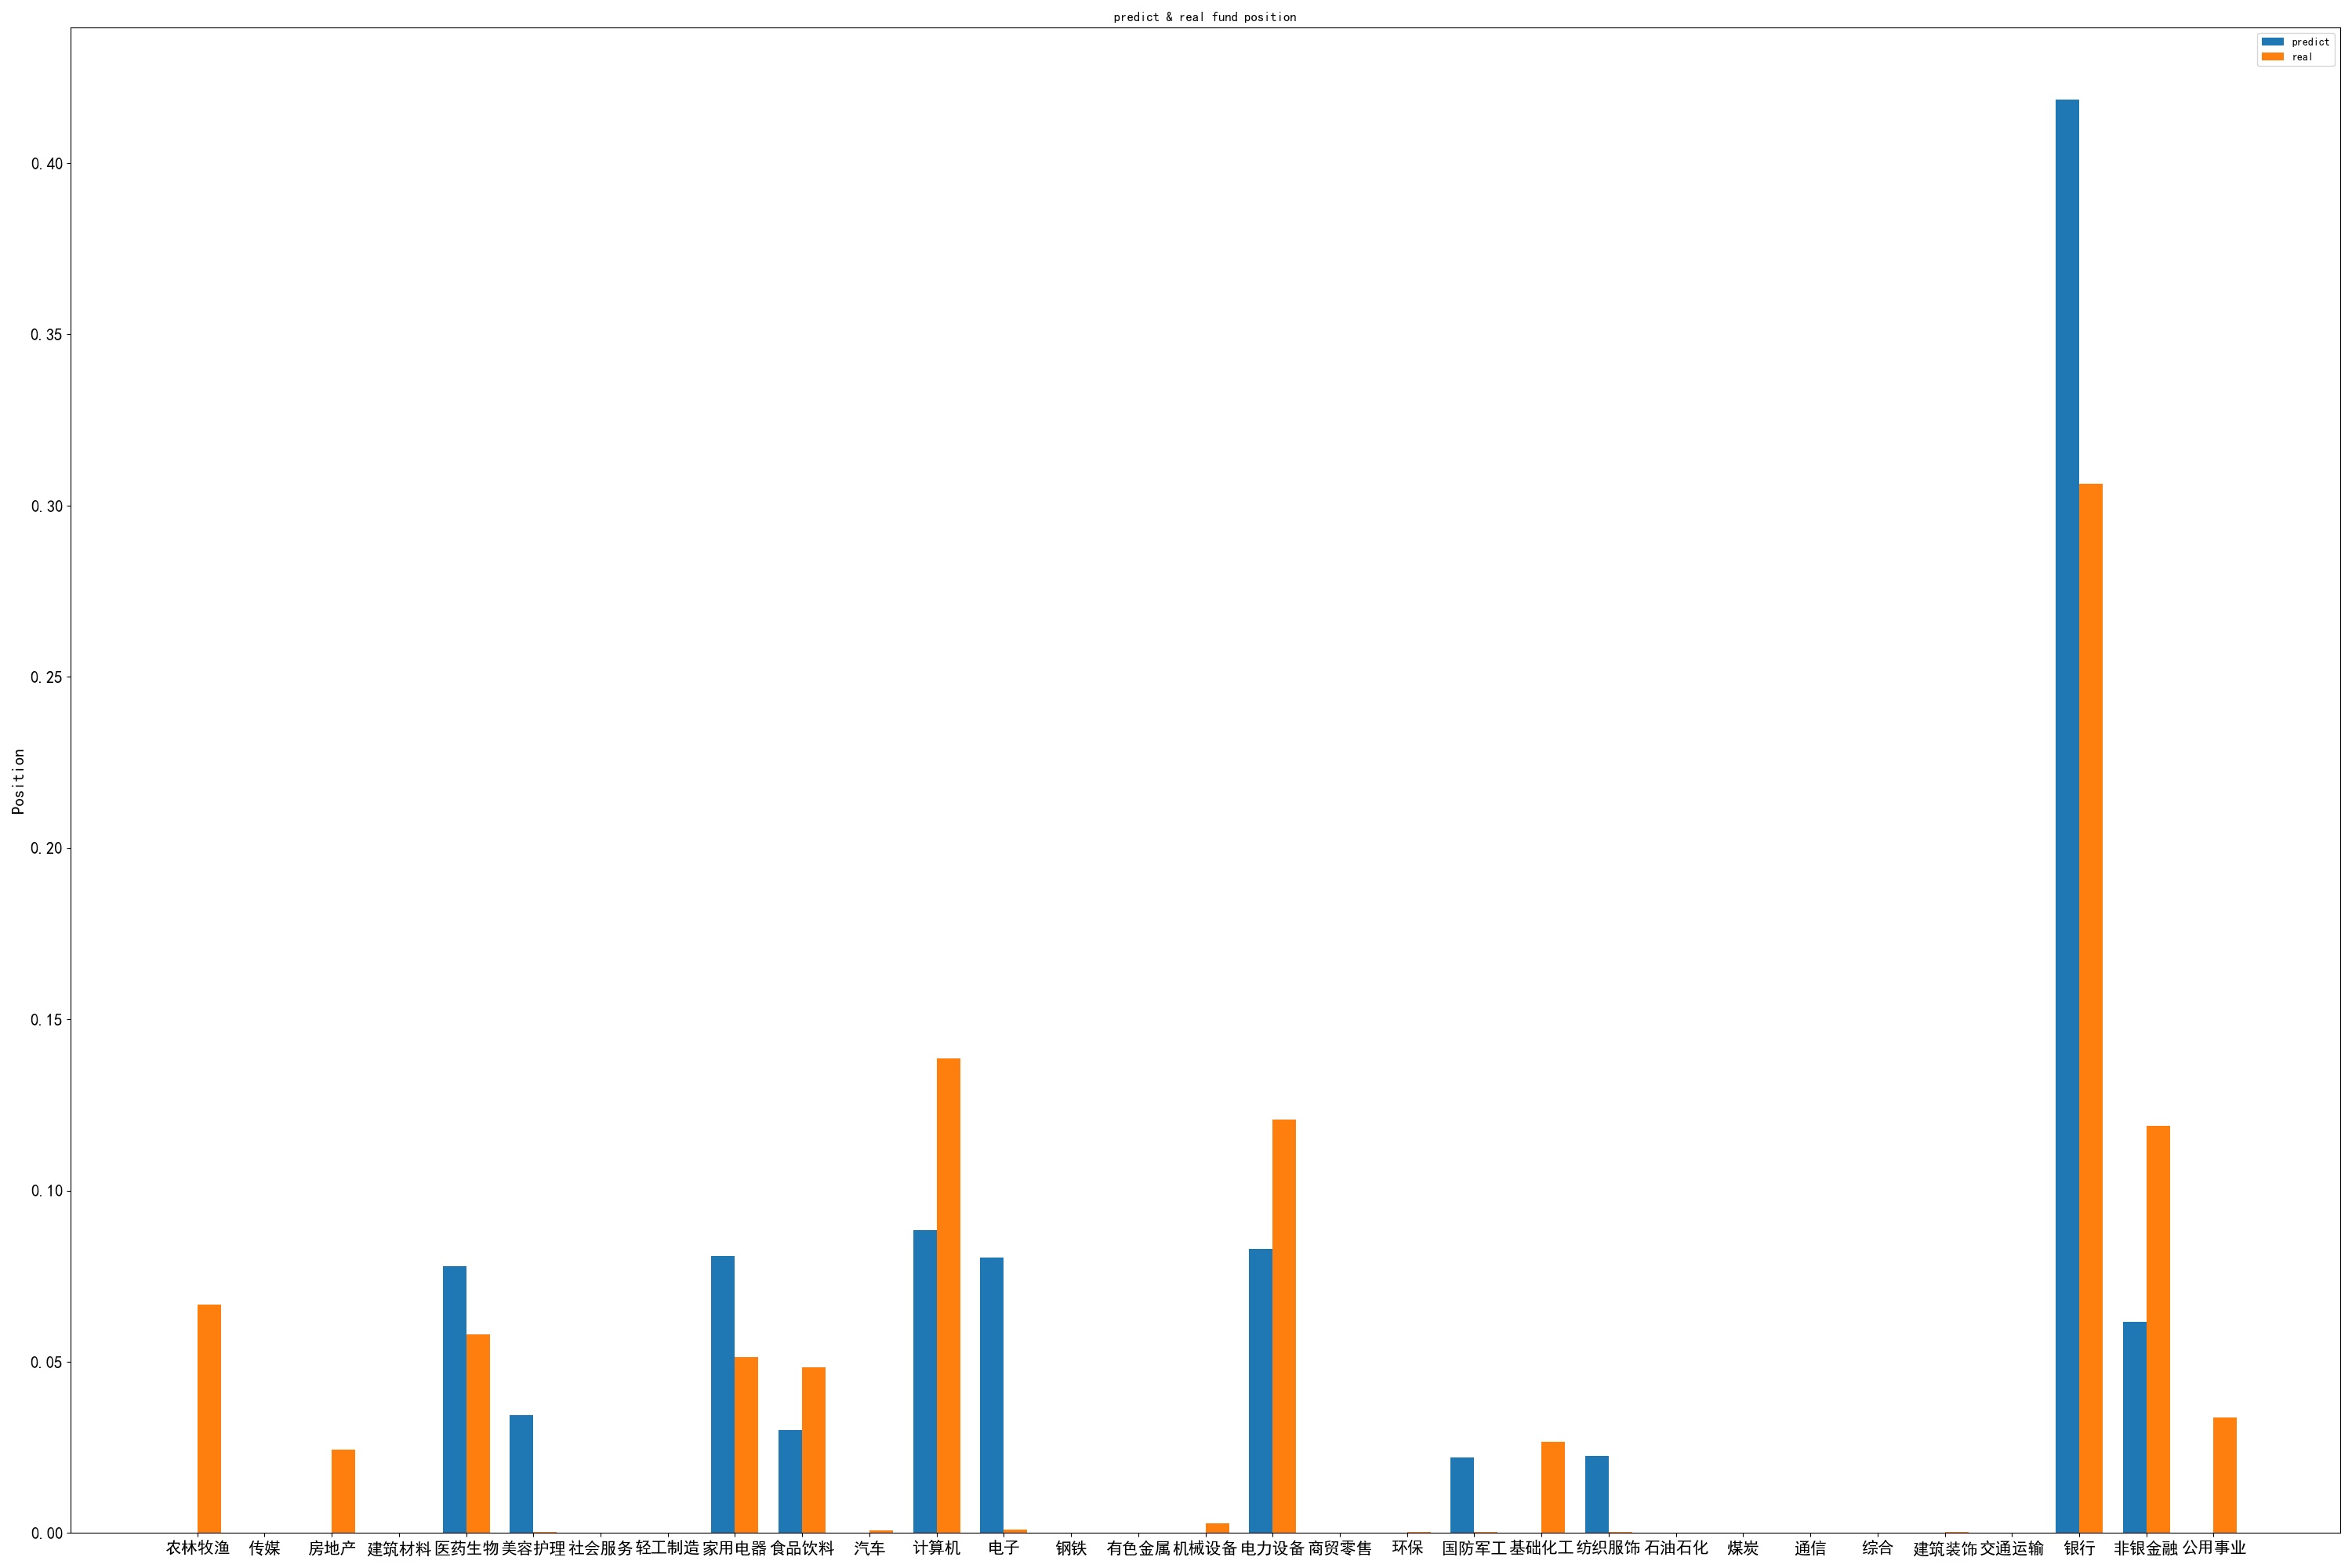 predict & real fund position
predict
real
0.40
0.35
0.30
0.25
0.20
0.15
0.10
0.05
0.00
Position
农林牧渔 传媒 房地产 建筑材料 医药生物 美容护理 社会服务 轻工制造 家用电器 食品饮料 汽车 计算机 电子 钢铁 有色金属 机械设备 电力设备 商贸零售 环保 国防军工 基础化工 纺织服饰 石油石化 煤炭 通信 综合 建筑装饰 交通运输 银行 非银金融 公用事业